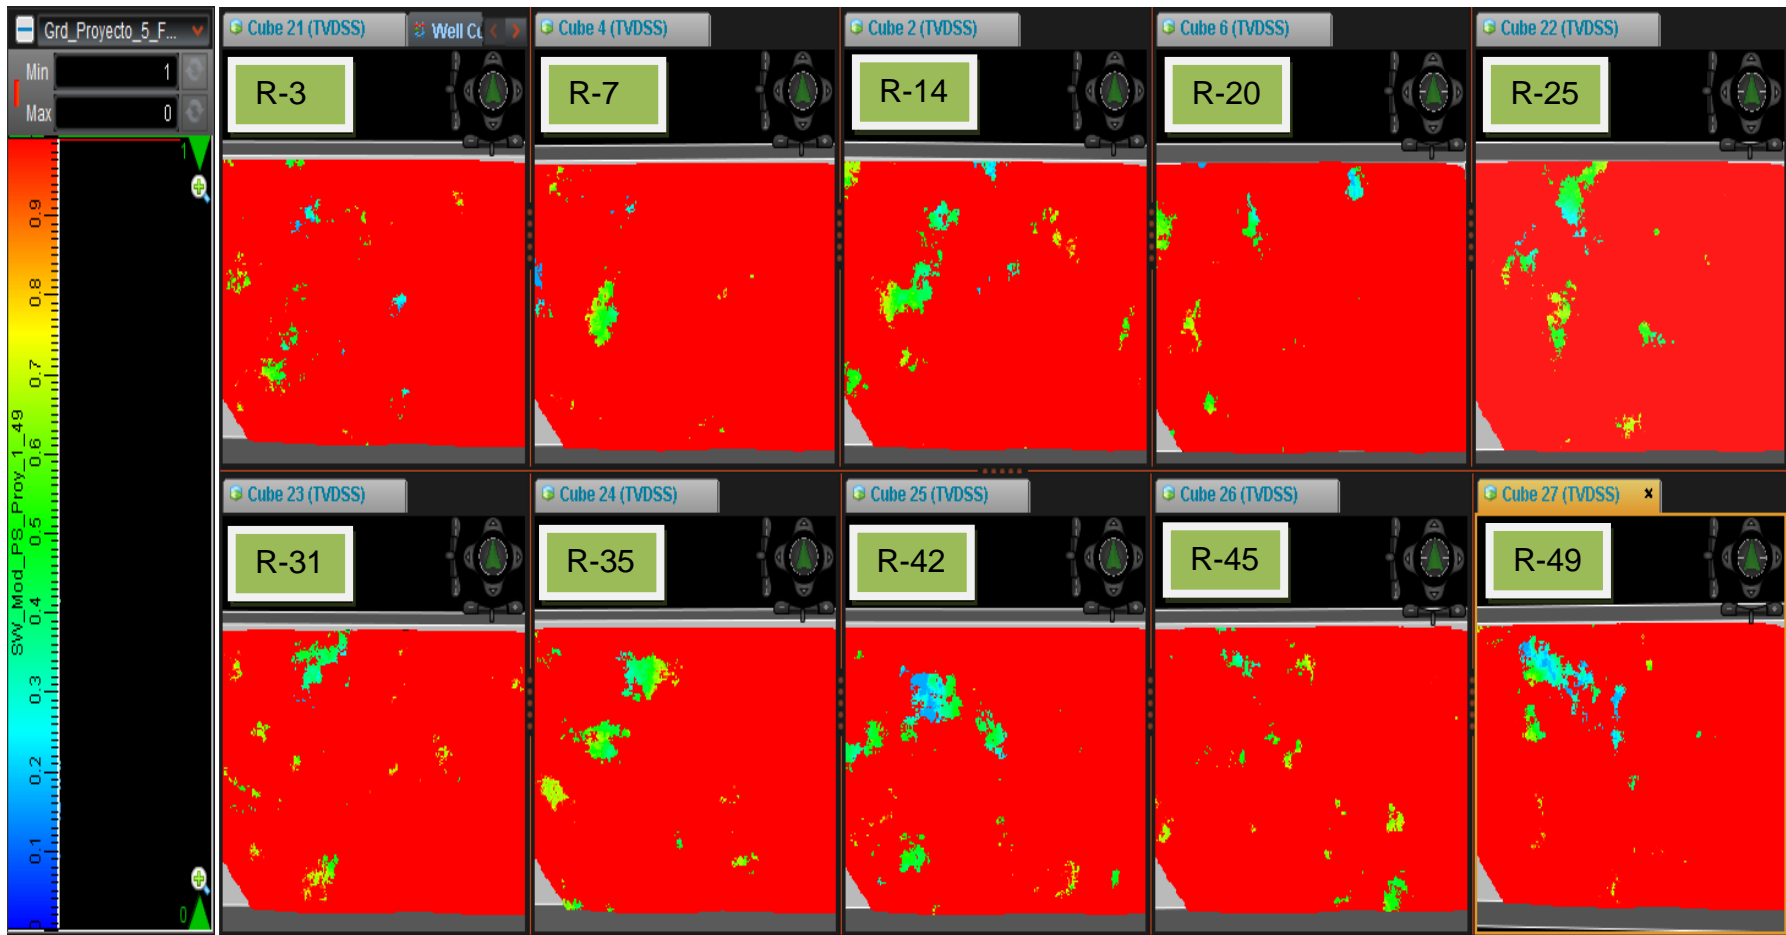 Grd_Proyecto_5_F...
Min 1
Max 0
1
0.9
0.8
0.7
0.6
0.5
0.4
0.3
0.2
0.1
0
0
SW_Mod_PS_Proy_1_49
Cube 21 (TVDSS)
Well Co
Cube 4 (TVDSS)
Cube 2 (TVDSS)
Cube 6 (TVDSS)
Cube 22 (TVDSS)
R-3
R-7
R-14
R-20
R-25
Cube 23 (TVDSS)
Cube 24 (TVDSS)
Cube 25 (TVDSS)
Cube 26 (TVDSS)
Cube 27 (TVDSS)
R-31
R-35
R-42
R-45
R-49